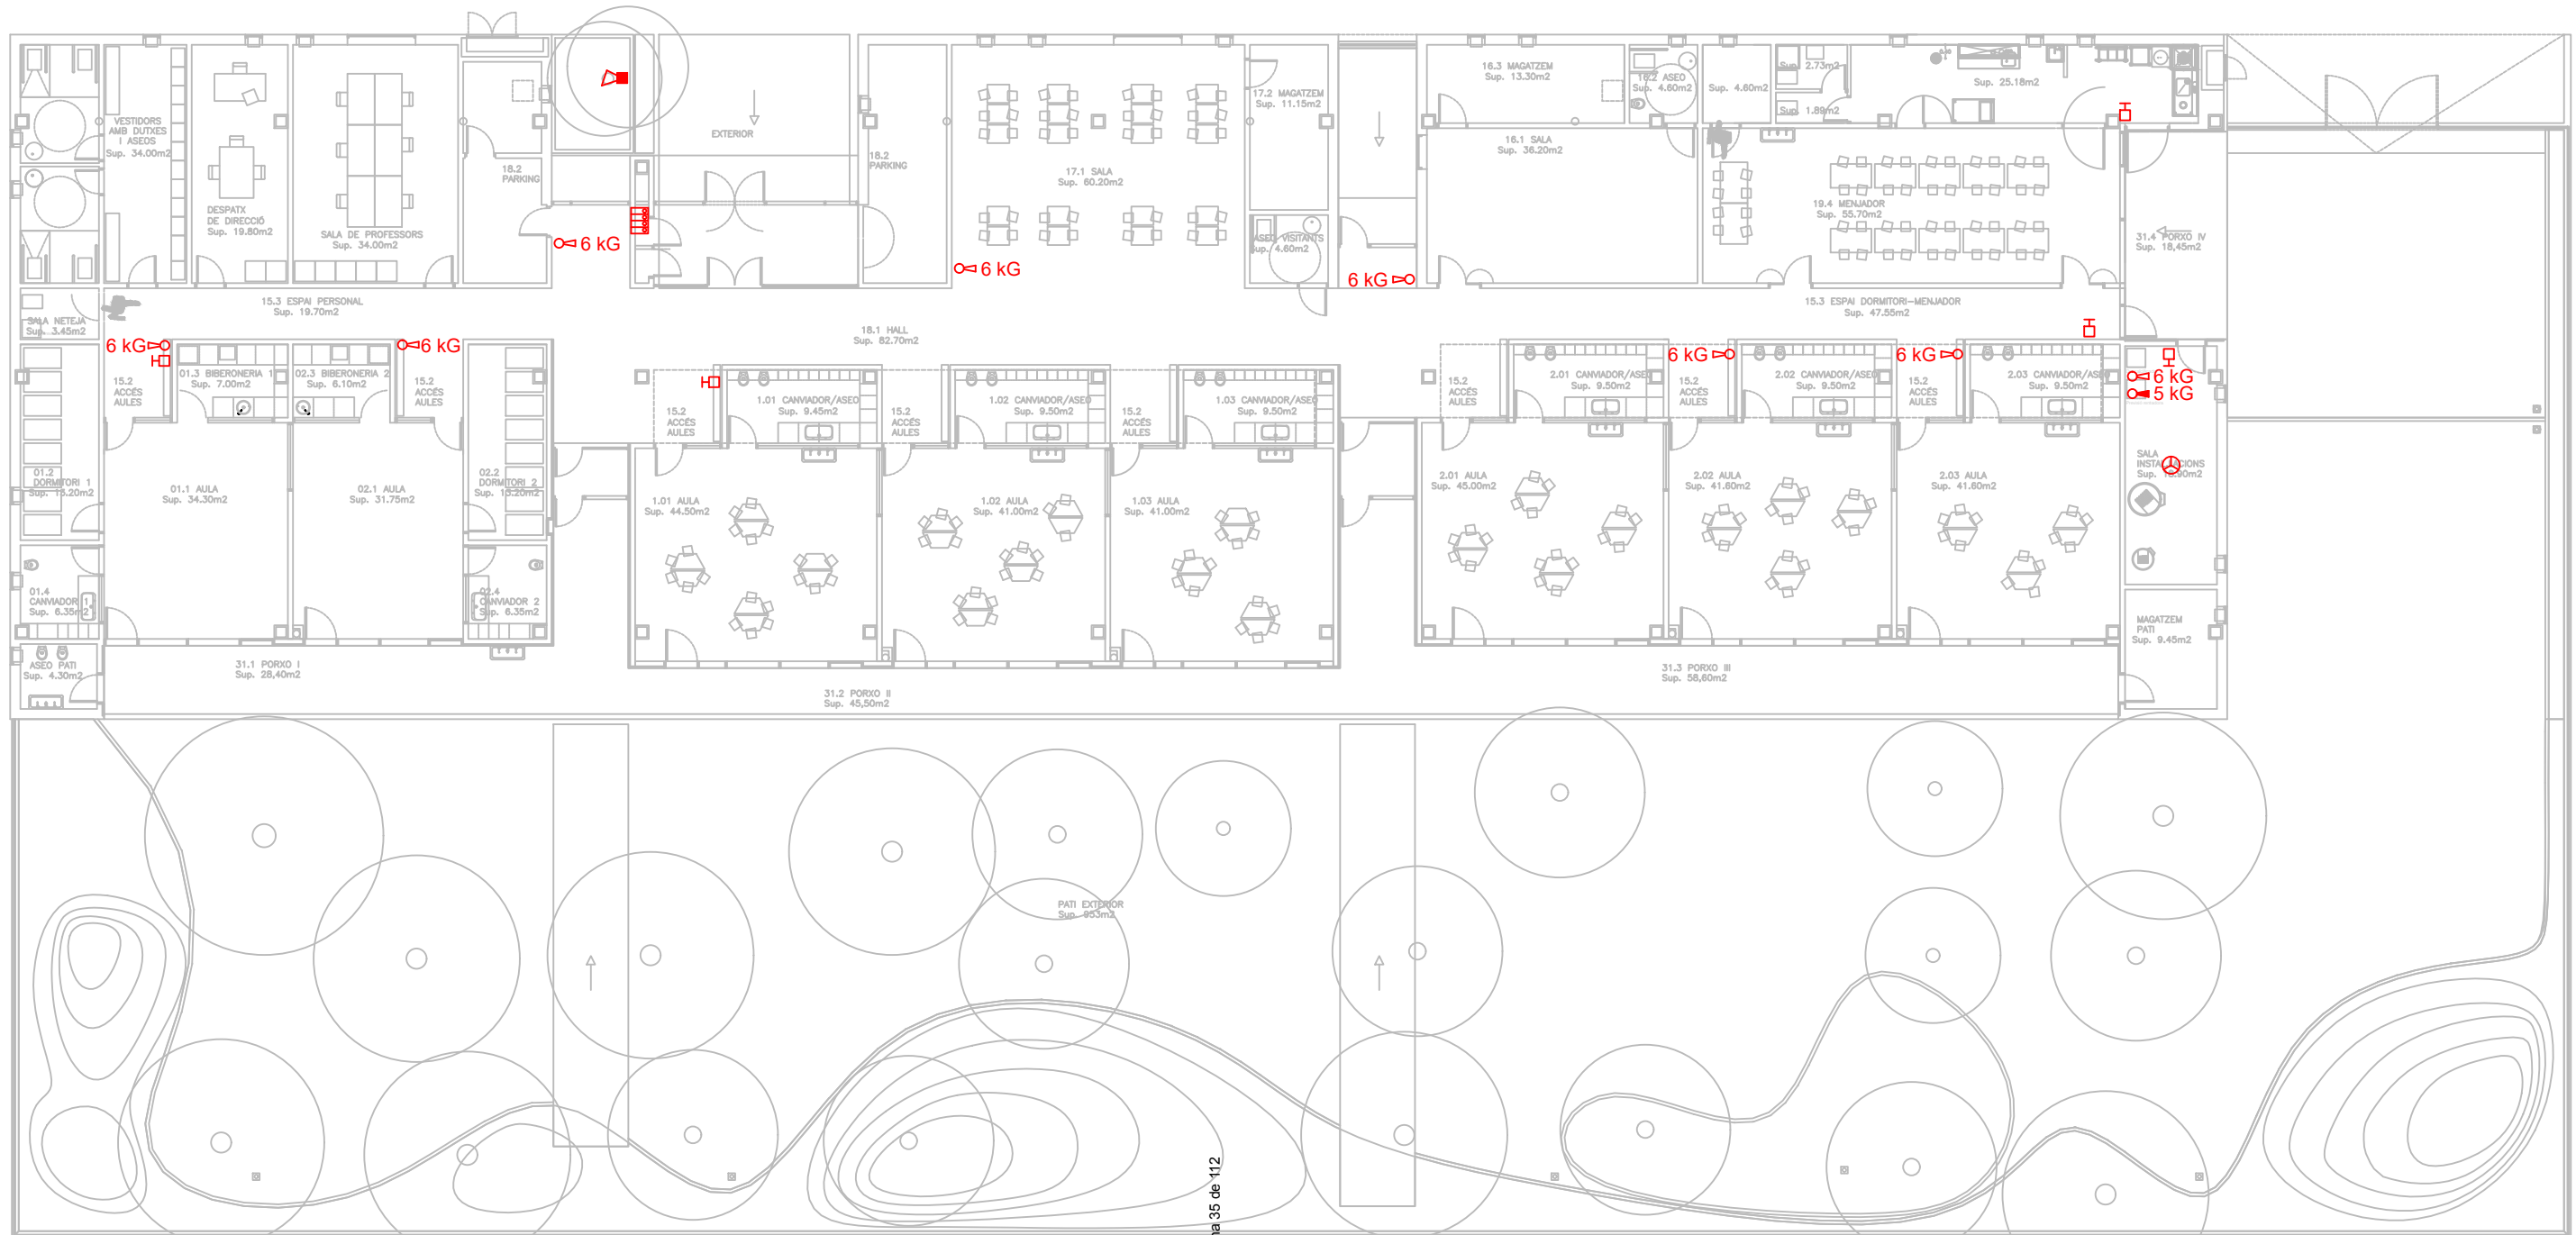 16.3 MAGATZEM
Sup. 13.30m2
18.2 ASEO
Sup. 4.60m2
Sup. 4.60m2
Sup. 2.73m2
Sup. 1.89m2
Sup. 25.18m2
17.2 MAGATZEM
Sup. 11.15m2
VESTIDORS
AMB DUTXES
I ASEOS
Sup. 34.00m2
EXTERIOR
18.2
PARKING
18.2
PARKING
17.1 SALA
Sup. 60.20m2
16.1 SALA
Sup. 36.20m2
DESPATX
DE DIRECCIÓ
Sup. 19.80m2
SALA DE PROFESSORS
Sup. 34.00m2
ASEO VISITANTS
Sup. 4.60m2
19.4 MENJADOR
Sup. 55.70m2
31.4 PORXO IV
Sup. 18,45m2
6 kG
6 kG
6 kG
15.3 ESPAI PERSONAL
Sup. 19.70m2
15.3 ESPAI DORMITORI-MENJADOR
Sup. 47.55m2
SALA NETEJA
Sup. 3.45m2
18.1 HALL
Sup. 82.70m2
6 kG
6 kG
6 kG
6 kG
6 kG
5 kG
15.2
ACCÉS
AULES
01.3 BIBERONERIA 1
Sup. 7.00m2
02.3 BIBERONERIA 2
Sup. 6.10m2
15.2
ACCÉS
AULES
15.2
ACCÉS
AULES
1.01 CANVIADOR/ASEO
Sup. 9.45m2
15.2
ACCÉS
AULES
1.02 CANVIADOR/ASEO
Sup. 9.50m2
15.2
ACCÉS
AULES
1.03 CANVIADOR/ASEO
Sup. 9.50m2
15.2
ACCÉS
AULES
2.01 CANVIADOR/ASEO
Sup. 9.50m2
15.2
ACCÉS
AULES
2.02 CANVIADOR/ASEO
Sup. 9.50m2
15.2
ACCÉS
AULES
2.03 CANVIADOR/ASEO
Sup. 9.50m2
01.2
DORMITORI 1
01.1 AULA
Sup. 34.30m2
02.1 AULA
Sup. 31.75m2
02.2
DORMITORI 2
1.01 AULA
Sup. 44.50m2
1.02 AULA
Sup. 41.00m2
1.03 AULA
Sup. 41.00m2
2.01 AULA
Sup. 45.00m2
2.02 AULA
Sup. 41.60m2
2.03 AULA
Sup. 41.60m2
SALA
INSTAL·LACIONS
01.4
CANVIADOR 1
Sup. 6.35m2
02.4
CANVIADOR 2
Sup. 6.35m2
MAGATZEM
PATI
Sup. 9.45m2
ASEO PATI
Sup. 4.30m2
31.1 PORXO I
Sup. 28,40m2
31.2 PORXO II
Sup. 45,50m2
31.3 PORXO III
Sup. 58,60m2
PATI EXTERIOR
Sup. 953m2
na 35 de 112